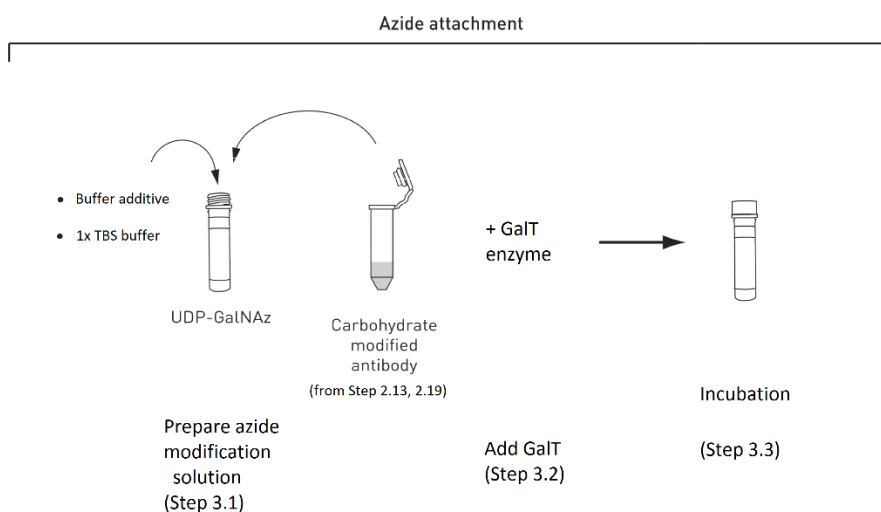 Azide attachment
• Buffer additive
• 1x TBS buffer
UDP-GalNAz
Carbohydrate
modified
antibody
(from Step 2.13, 2.19)
+ GalT
enzyme
Prepare azide
modification
solution
(Step 3.1)
Add GalT
(Step 3.2)
Incubation
(Step 3.3)